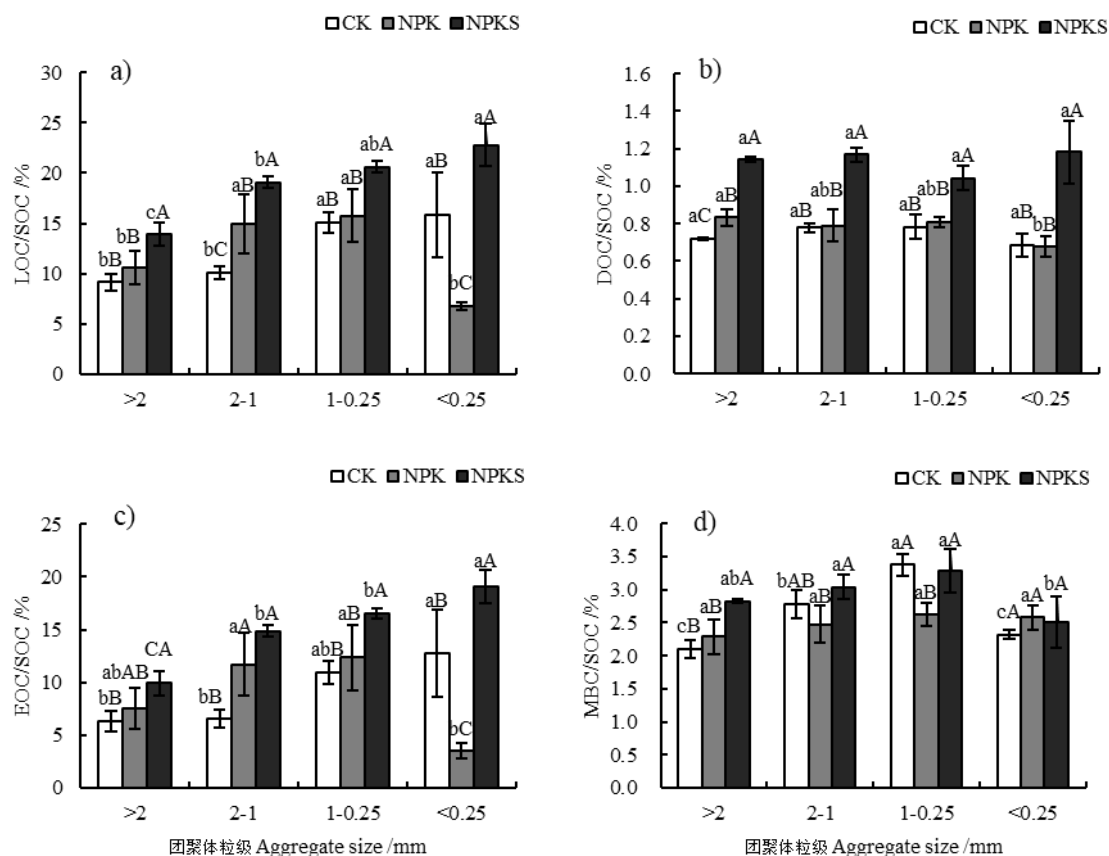 CK NPK NPKS
a)
30
25
20
15
10
5
0
LOC/SOC /%
bB bB cA
bC aB bA
aB aB abA
aB bC aA
>2 2-1 1-0.25 <0.25
CK NPK NPKS
b)
1.6
1.4
1.2
1.0
0.8
0.6
0.4
0.2
0.0
DOC/SOC /%
aC aB aA
aB abB aA
aB abB aA
aB bB aA
>2 2-1 1-0.25 <0.25
CK NPK NPKS
c)
25
20
15
10
5
0
EOC/SOC /%
bB abAB CA
bB aA bA
abB aB bA
aB bC aA
>2 2-1 1-0.25 <0.25
团聚体粒级 Aggregate size /mm
CK NPK NPKS
d)
4.0
3.5
3.0
2.5
2.0
1.5
1.0
0.5
0.0
MBC/SOC /%
cB aB abA
bAB aB aA
aA aB aA
cA aA bA
>2 2-1 1-0.25 <0.25
团聚体粒级 Aggregate size /mm